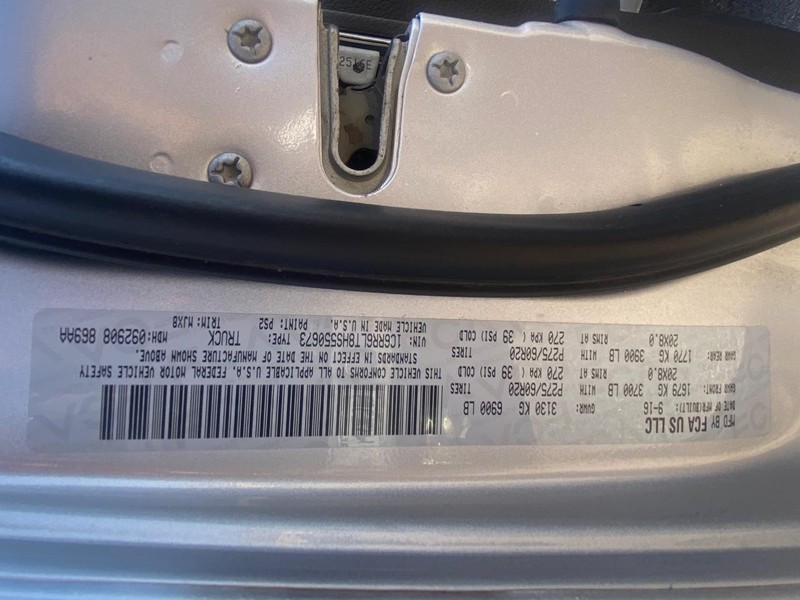 MFD BY FCA US LLC
DATE OF MFR(BUILT): 9-16 GVWR: 3130 KG 6900 LB
GAWR FRONT: 1679 KG 3700 LB WITH P275/60R20 TIRES
20X8.0 RIMS AT 270 KPA( 39 PSI) COLD
GAWR REAR: 1770 KG 3900 LB WITH P275/60R20 TIRES
20X8.0 RIMS AT 270 KPA( 39 PSI) COLD
THIS VEHICLE CONFORMS TO ALL APPLICABLE U.S.A. FEDERAL MOTOR VEHICLE SAFETY
STANDARDS IN EFFECT ON THE DATE OF MANUFACTURE SHOWN ABOVE.
VIN: 1C6RR6LT8HS550673 TYPE: TRUCK MDH: 092908 869AA
VEHICLE MADE IN U.S.A. PAINT: PS2 TRIM: MJX8